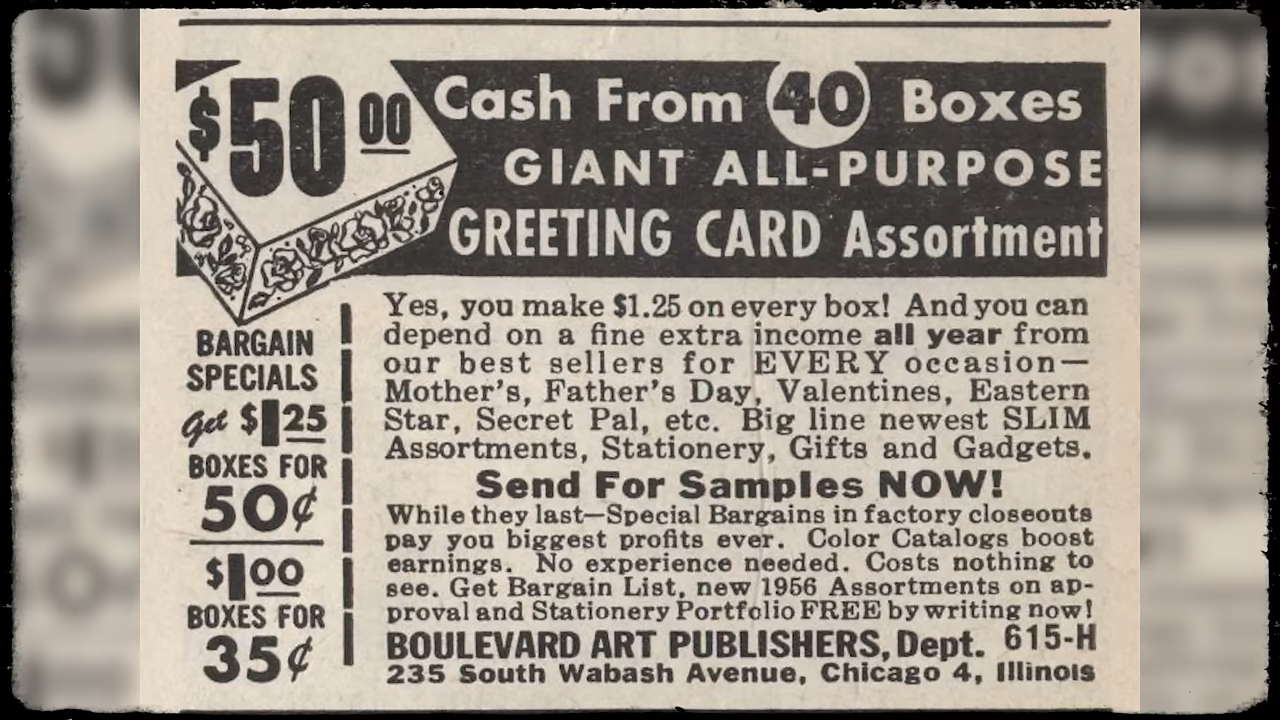 $50.00
Cash From 40 Boxes
GIANT ALL-PURPOSE
GREETING CARD Assortment
BARGAIN
SPECIALS
Get $1.25
BOXES FOR
50¢
$1.00
BOXES FOR
35¢
Yes, you make $1.25 on every box! And you can
depend on a fine extra income all year from
our best sellers for EVERY occasion—
Mother's, Father's Day, Valentines, Eastern
Star, Secret Pal, etc. Big line newest SLIM
Assortments, Stationery, Gifts and Gadgets.
Send For Samples NOW!
While they last—Special Bargains in factory closeouts
pay you biggest profits ever. Color Catalogs boost
earnings. No experience needed. Costs nothing to
see. Get Bargain List, new 1956 Assortments on ap-
proval and Stationery Portfolio FREE by writing now!
BOULEVARD ART PUBLISHERS, Dept. 615-H
235 South Wabash Avenue, Chicago 4, Illinois